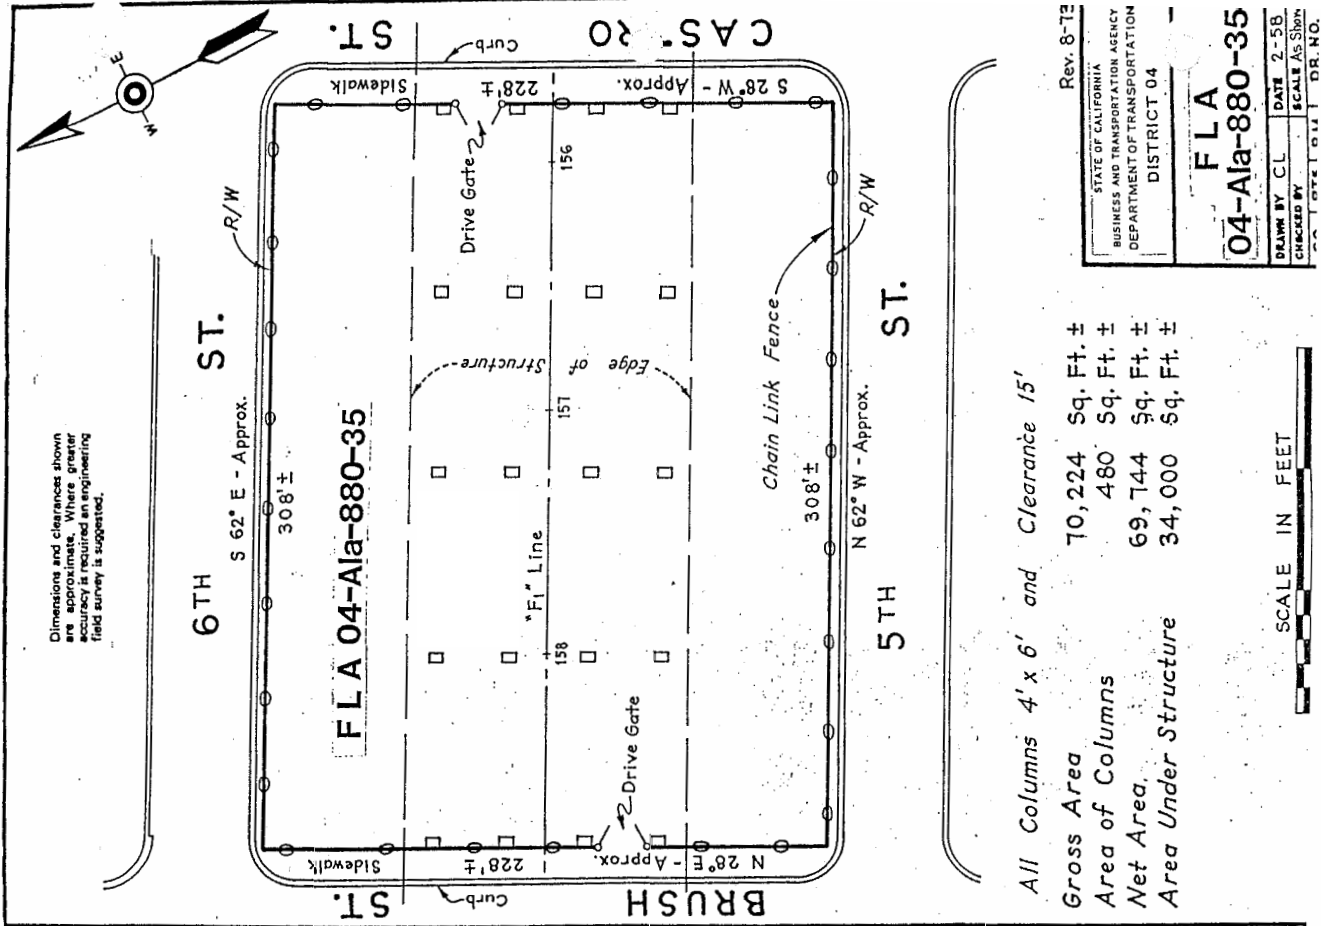 CAS RO
ST.
Curb
Sidewalk
228'±
S 28° W - Approx.
E
W
R/W
Drive Gate
156
R/W
6TH ST.
S 62° E - Approx.
308'±
FLA 04-Ala-880-35
Edge of Structure
157
"F1" Line
158
Chain Link Fence
308'±
N 62° W - Approx.
5TH ST.
Drive Gate
Sidewalk
228'±
N 28° E - Approx.
Curb
BRUSH ST.
Dimensions and clearances shown
are approximate. Where greater
accuracy is required an engineering
field survey is suggested.
All Columns 4' x 6' and Clearance 15'
Gross Area 70,224 Sq. Ft. ±
Area of Columns 480 Sq. Ft. ±
Net Area. 69,744 Sq. Ft. ±
Area Under Structure 34,000 Sq. Ft. ±
SCALE IN FEET
Rev. 8-73
STATE OF CALIFORNIA
BUSINESS AND TRANSPORTATION AGENCY
DEPARTMENT OF TRANSPORTATION
DISTRICT 04
FLA
04-Ala-880-35
DRAWN BY CL DATE 2-58
CHECKED BY SCALE As Shown
DR. NO.